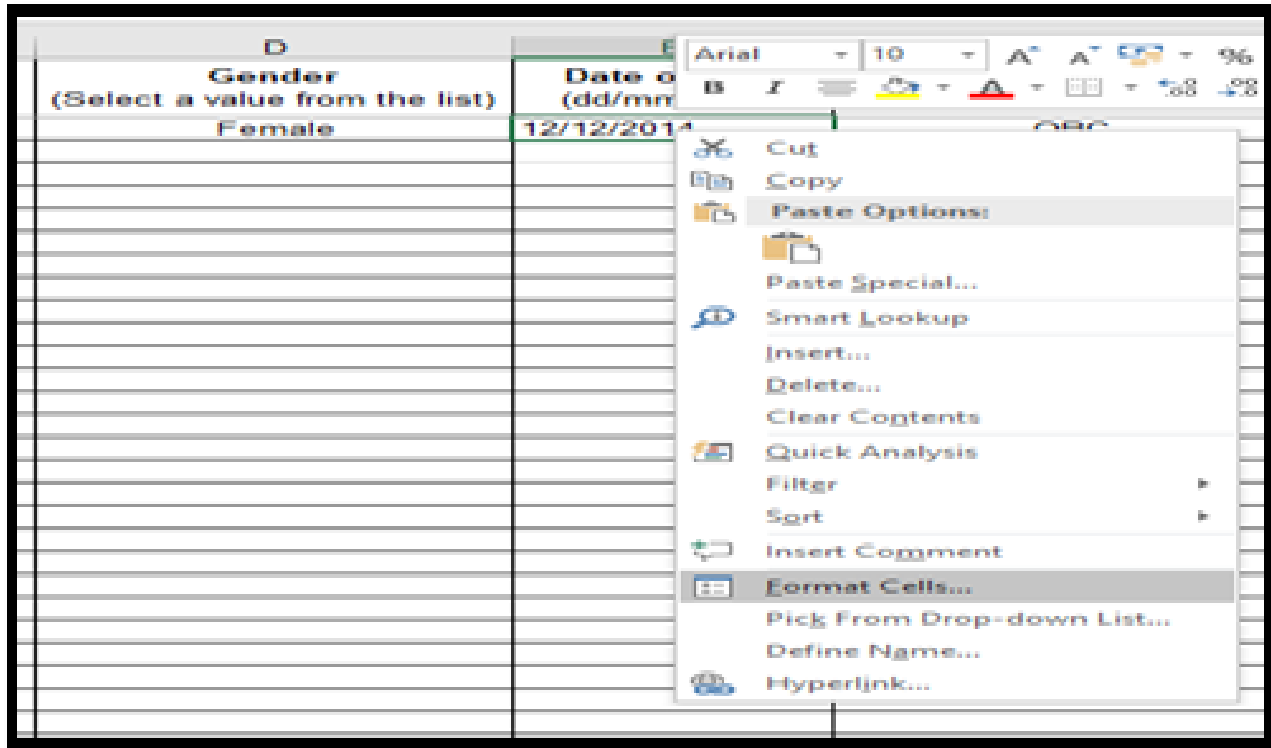 D E
Arial 10 A A %
Gender Date o
B I A
(Select a value from the list) (dd/mm
Female 12/12/2014 OBC
Cut
Copy
Paste Options:
Paste Special...
Smart Lookup
Insert...
Delete...
Clear Contents
Quick Analysis
Filter
Sort
Insert Comment
Format Cells...
Pick From Drop-down List...
Define Name...
Hyperlink...